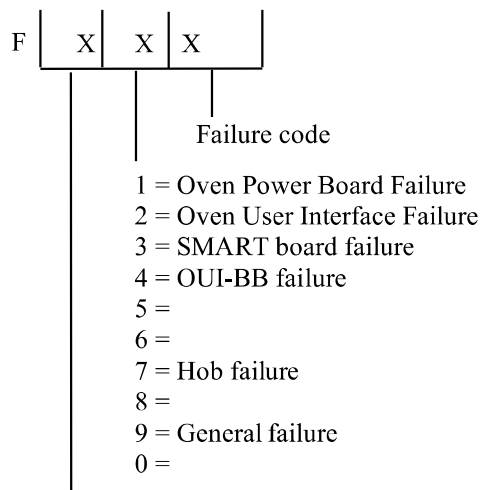 F X X X
Failure code
1 = Oven Power Board Failure
2 = Oven User Interface Failure
3 = SMART board failure
4 = OUI-BB failure
5 =
6 =
7 = Hob failure
8 =
9 = General failure
0 =